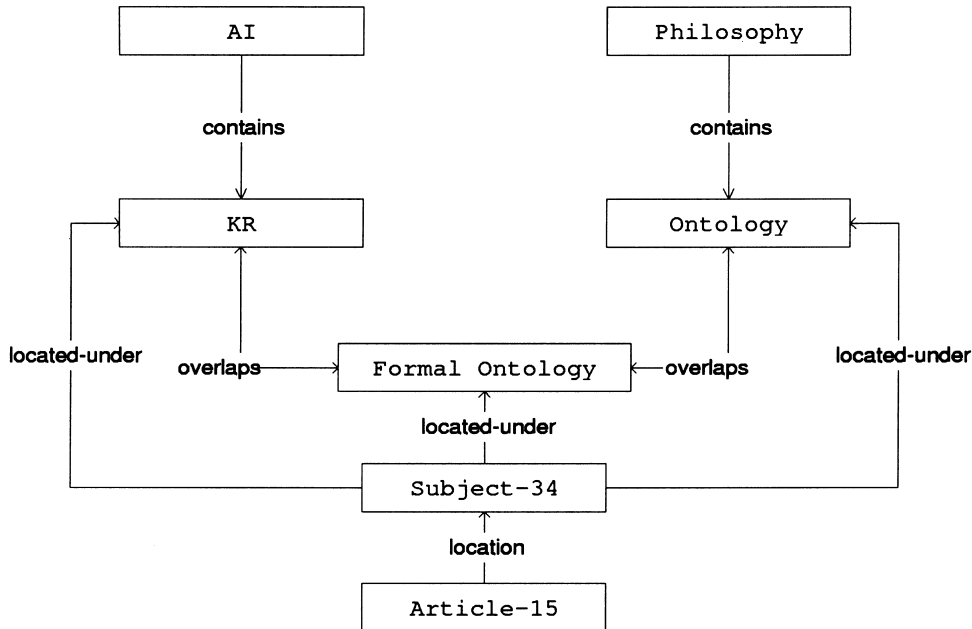 AI
Philosophy
contains
contains
KR
Ontology
located-under
overlaps
Formal Ontology
overlaps
located-under
located-under
Subject-34
location
Article-15